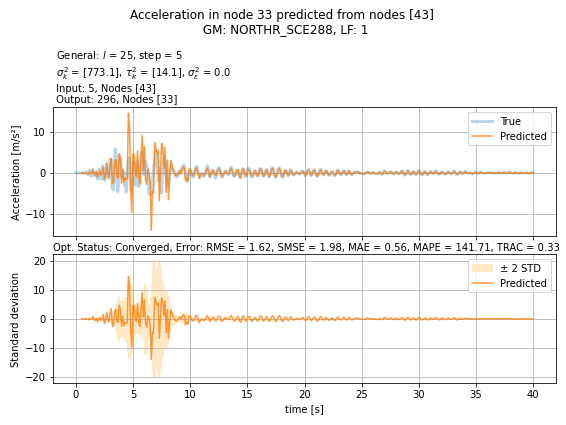 Acceleration in node 33 predicted from nodes [43]
GM: NORTHR_SCE288, LF: 1
General: l = 25, step = 5
σ²ₖ = [773.1], τ²ₖ = [14.1], σ²ε = 0.0
Input: 5, Nodes [43]
Output: 296, Nodes [33]
Acceleration [m/s²]
10
0
−10
True
Predicted
Opt. Status: Converged, Error: RMSE = 1.62, SMSE = 1.98, MAE = 0.56, MAPE = 141.71, TRAC = 0.33
Standard deviation
20
10
0
−10
−20
± 2 STD
Predicted
0 5 10 15 20 25 30 35 40
time [s]